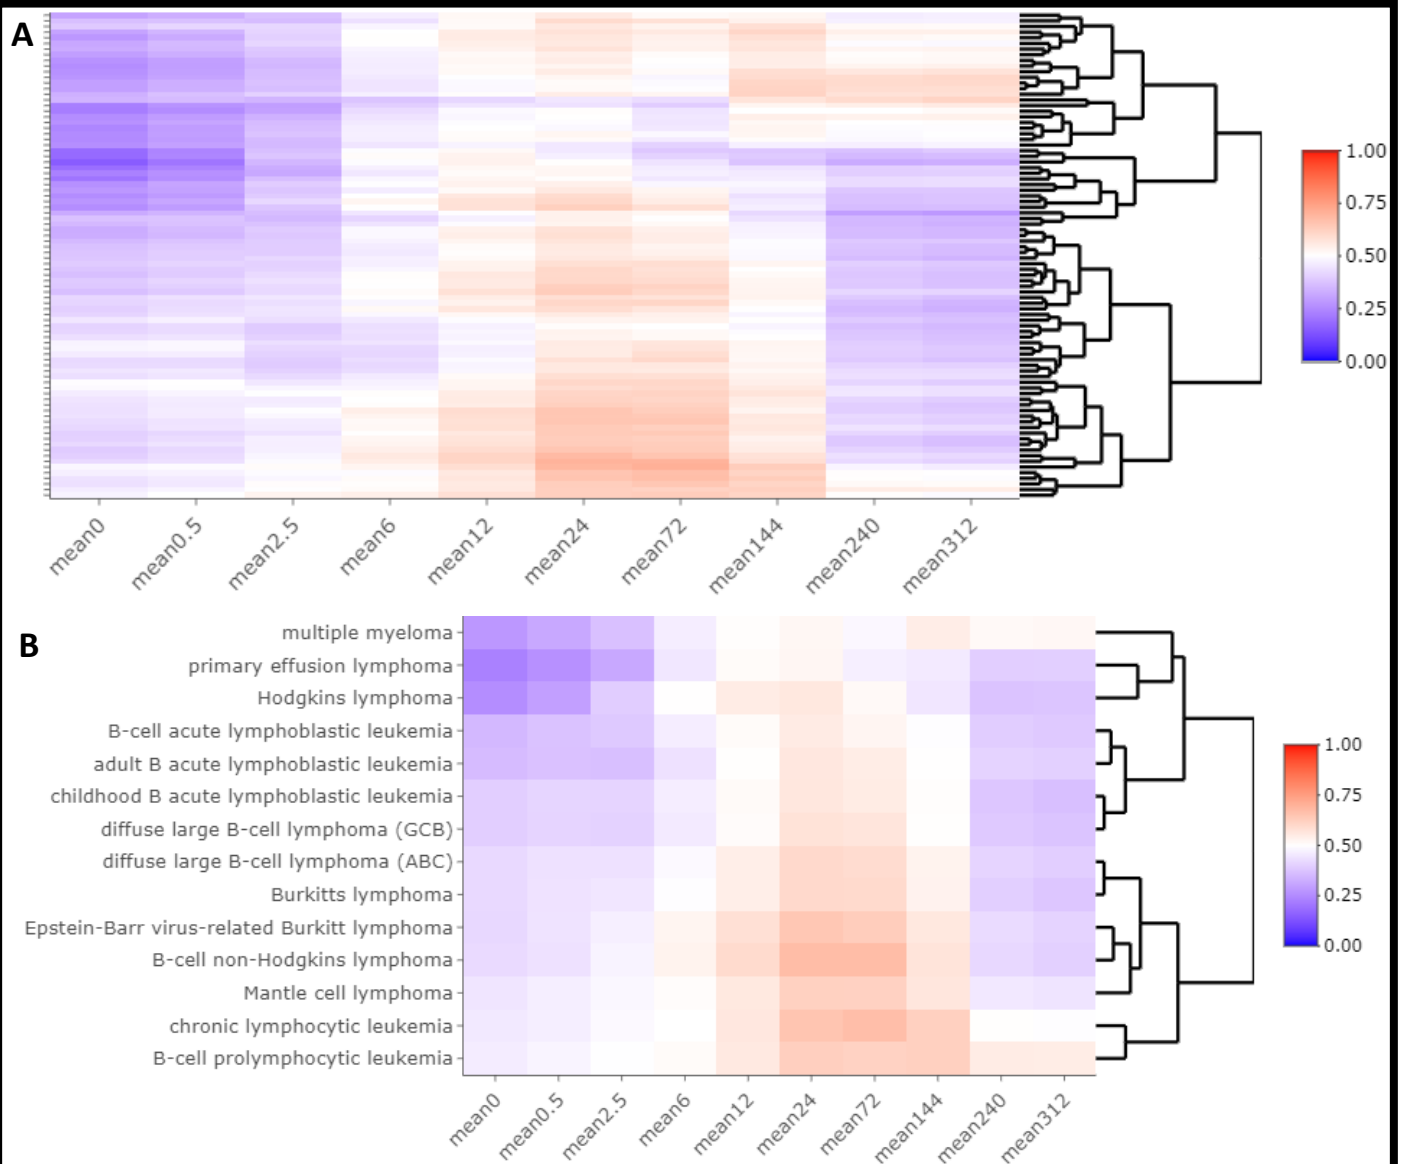 A
1.00
0.75
0.50
0.25
0.00
mean0
mean0.5
mean2.5
mean6
mean12
mean24
mean72
mean144
mean240
mean312
B
multiple myeloma
primary effusion lymphoma
Hodgkins lymphoma
B-cell acute lymphoblastic leukemia
adult B acute lymphoblastic leukemia
childhood B acute lymphoblastic leukemia
diffuse large B-cell lymphoma (GCB)
diffuse large B-cell lymphoma (ABC)
Burkitts lymphoma
Epstein-Barr virus-related Burkitt lymphoma
B-cell non-Hodgkins lymphoma
Mantle cell lymphoma
chronic lymphocytic leukemia
B-cell prolymphocytic leukemia
1.00
0.75
0.50
0.25
0.00
mean0
mean0.5
mean2.5
mean6
mean12
mean24
mean72
mean144
mean240
mean312